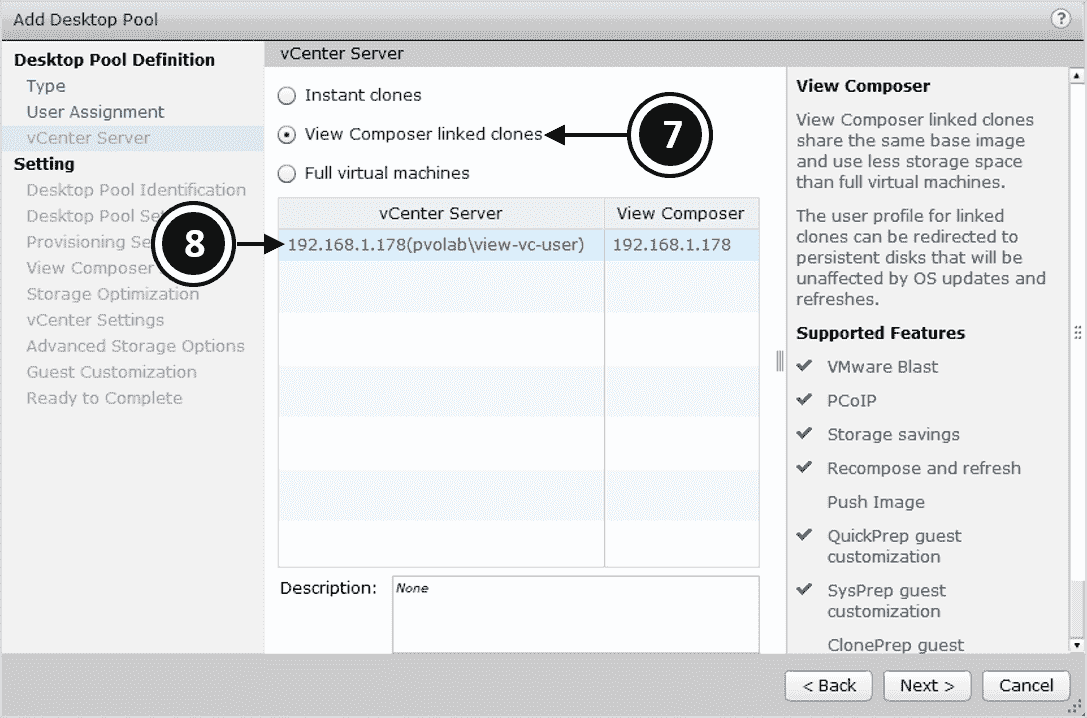 Add Desktop Pool
?
Desktop Pool Definition
Type
User Assignment
vCenter Server
Setting
Desktop Pool Identification
Desktop Pool Se
Provisioning Se
View Composer
Storage Optimization
vCenter Settings
Advanced Storage Options
Guest Customization
Ready to Complete
vCenter Server
Instant clones
View Composer linked clones
7
Full virtual machines
vCenter Server View Composer
8
192.168.1.178(pvolab\view-vc-user) 192.168.1.178
Description: None
View Composer
View Composer linked clones
share the same base image
and use less storage space
than full virtual machines.
The user profile for linked
clones can be redirected to
persistent disks that will be
unaffected by OS updates and
refreshes.
Supported Features
VMware Blast
PCoIP
Storage savings
Recompose and refresh
Push Image
QuickPrep guest
customization
SysPrep guest
customization
ClonePrep guest
< Back Next > Cancel